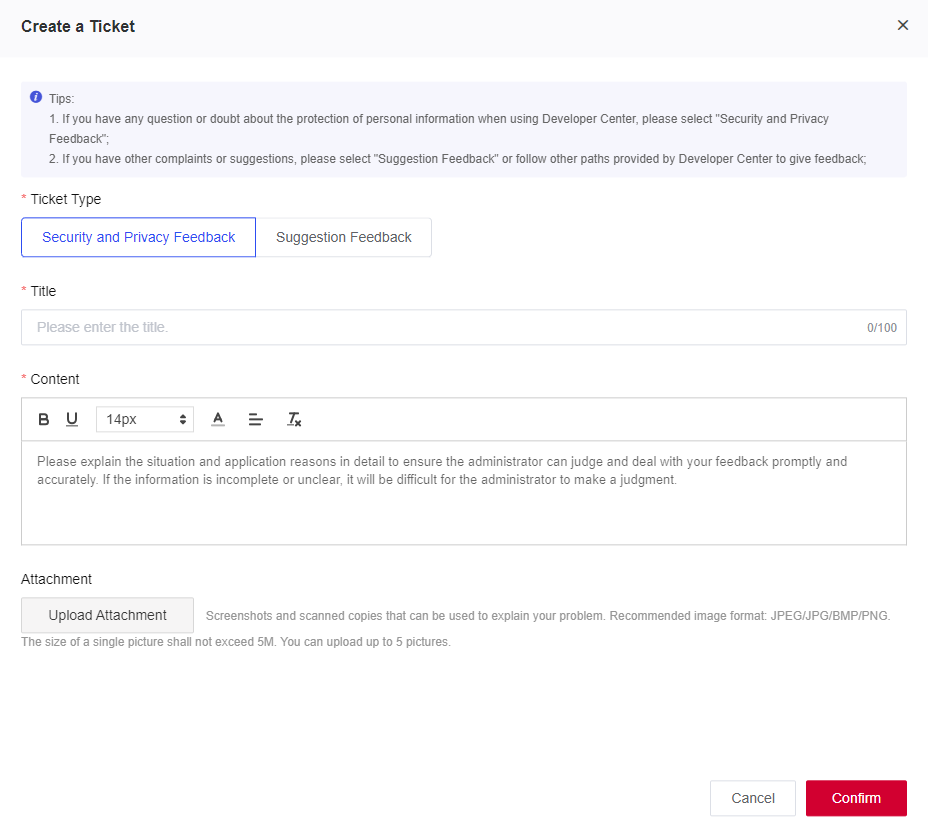 Create a Ticket
Tips:
1. If you have any question or doubt about the protection of personal information when using Developer Center, please select "Security and Privacy
Feedback";
2. If you have other complaints or suggestions, please select "Suggestion Feedback" or follow other paths provided by Developer Center to give feedback;
* Ticket Type
Security and Privacy Feedback
Suggestion Feedback
* Title
Please enter the title.
0/100
* Content
B U 14px A
Please explain the situation and application reasons in detail to ensure the administrator can judge and deal with your feedback promptly and
accurately. If the information is incomplete or unclear, it will be difficult for the administrator to make a judgment.
Attachment
Upload Attachment
Screenshots and scanned copies that can be used to explain your problem. Recommended image format: JPEG/JPG/BMP/PNG.
The size of a single picture shall not exceed 5M. You can upload up to 5 pictures.
Cancel
Confirm